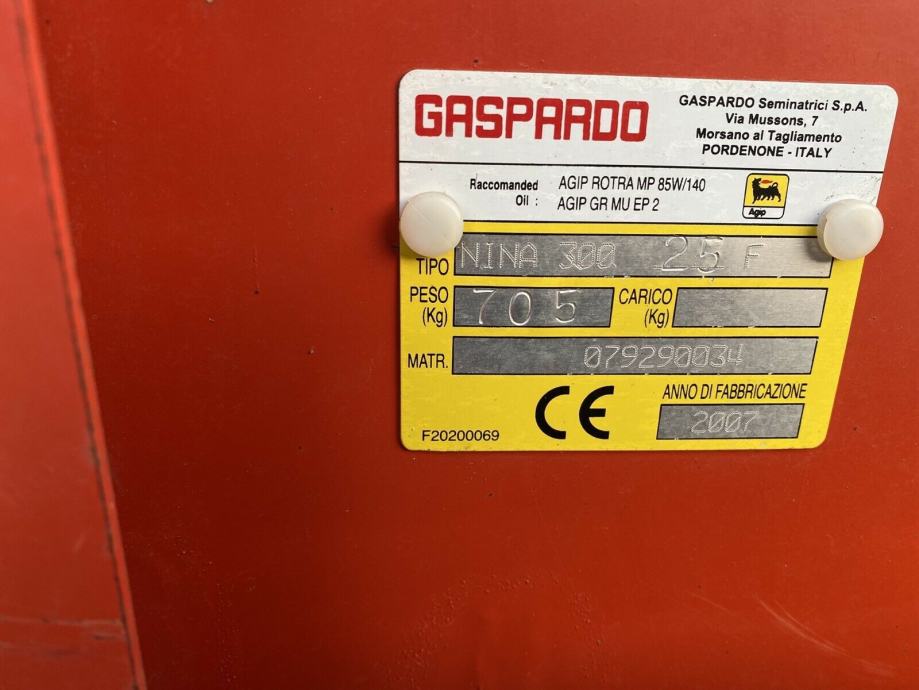 GASPARDO
GASPARDO Seminatrici S.p.A.
Via Mussons, 7
Morsano al Tagliamento
PORDENONE - ITALY
Raccomanded Oil :
AGIP ROTRA MP 85W/140
AGIP GR MU EP 2
Agip
TIPO NINA 300 25 F
PESO (Kg) 705
CARICO (Kg)
MATR. 079290034
CE
ANNO DI FABBRICAZIONE
2007
F20200069